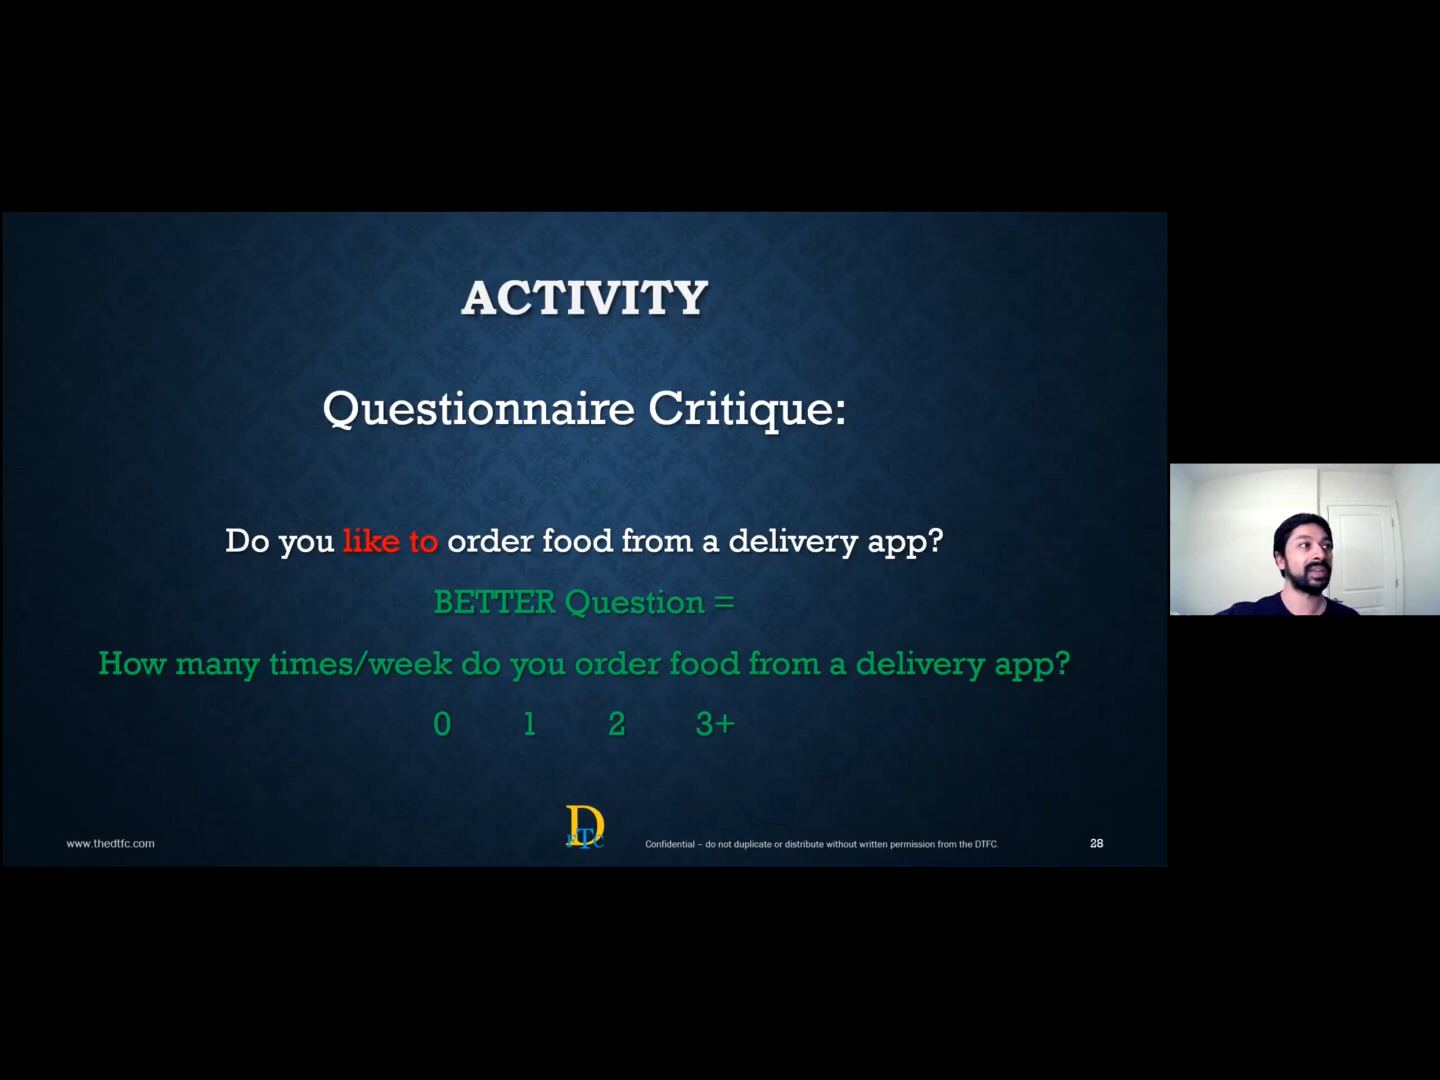 ACTIVITY
Questionnaire Critique:
Do you like to order food from a delivery app?
BETTER Question =
How many times/week do you order food from a delivery app?
0 1 2 3+
www.thedtfc.com
DFTC
Confidential – do not duplicate or distribute without written permission from the DTFC.
28